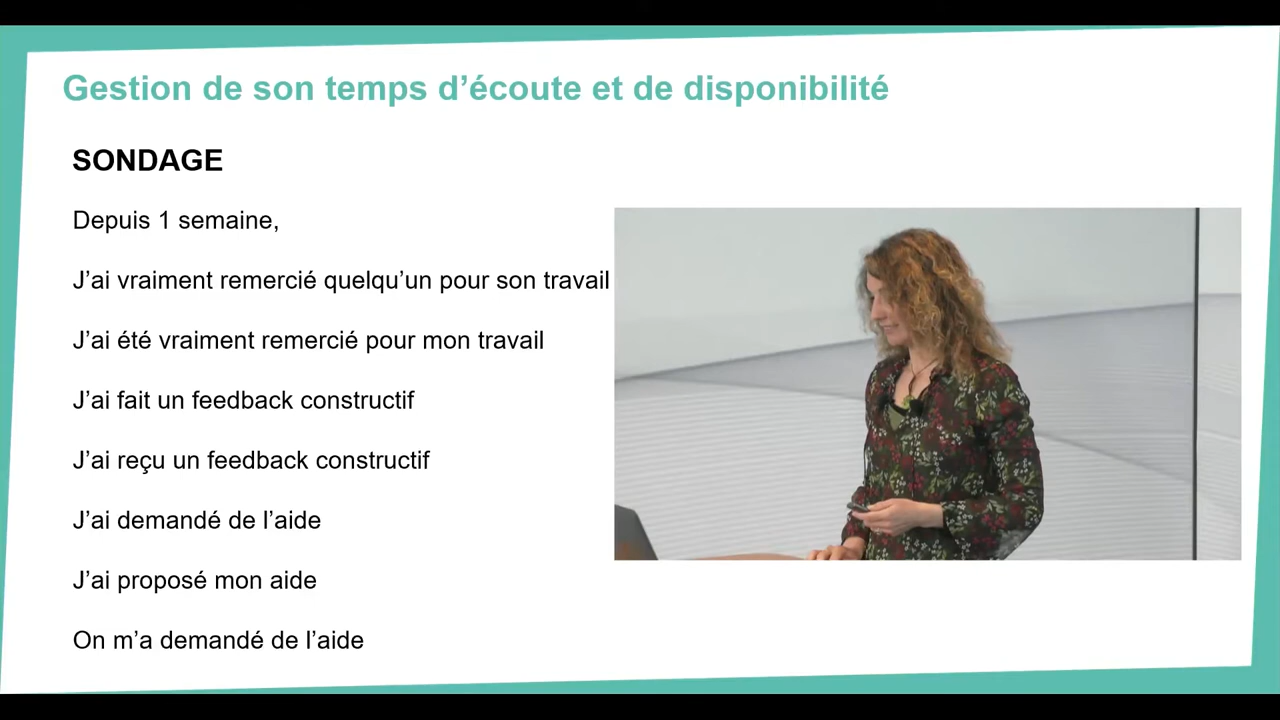 Gestion de son temps d’écoute et de disponibilité
SONDAGE
Depuis 1 semaine,
J’ai vraiment remercié quelqu’un pour son travail
J’ai été vraiment remercié pour mon travail
J’ai fait un feedback constructif
J’ai reçu un feedback constructif
J’ai demandé de l’aide
J’ai proposé mon aide
On m’a demandé de l’aide